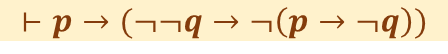 ⊢ p → (¬¬q → ¬(p → ¬q))